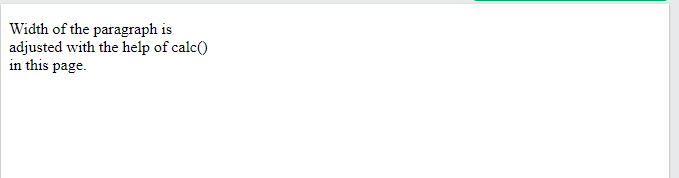 Width of the paragraph is
adjusted with the help of calc()
in this page.